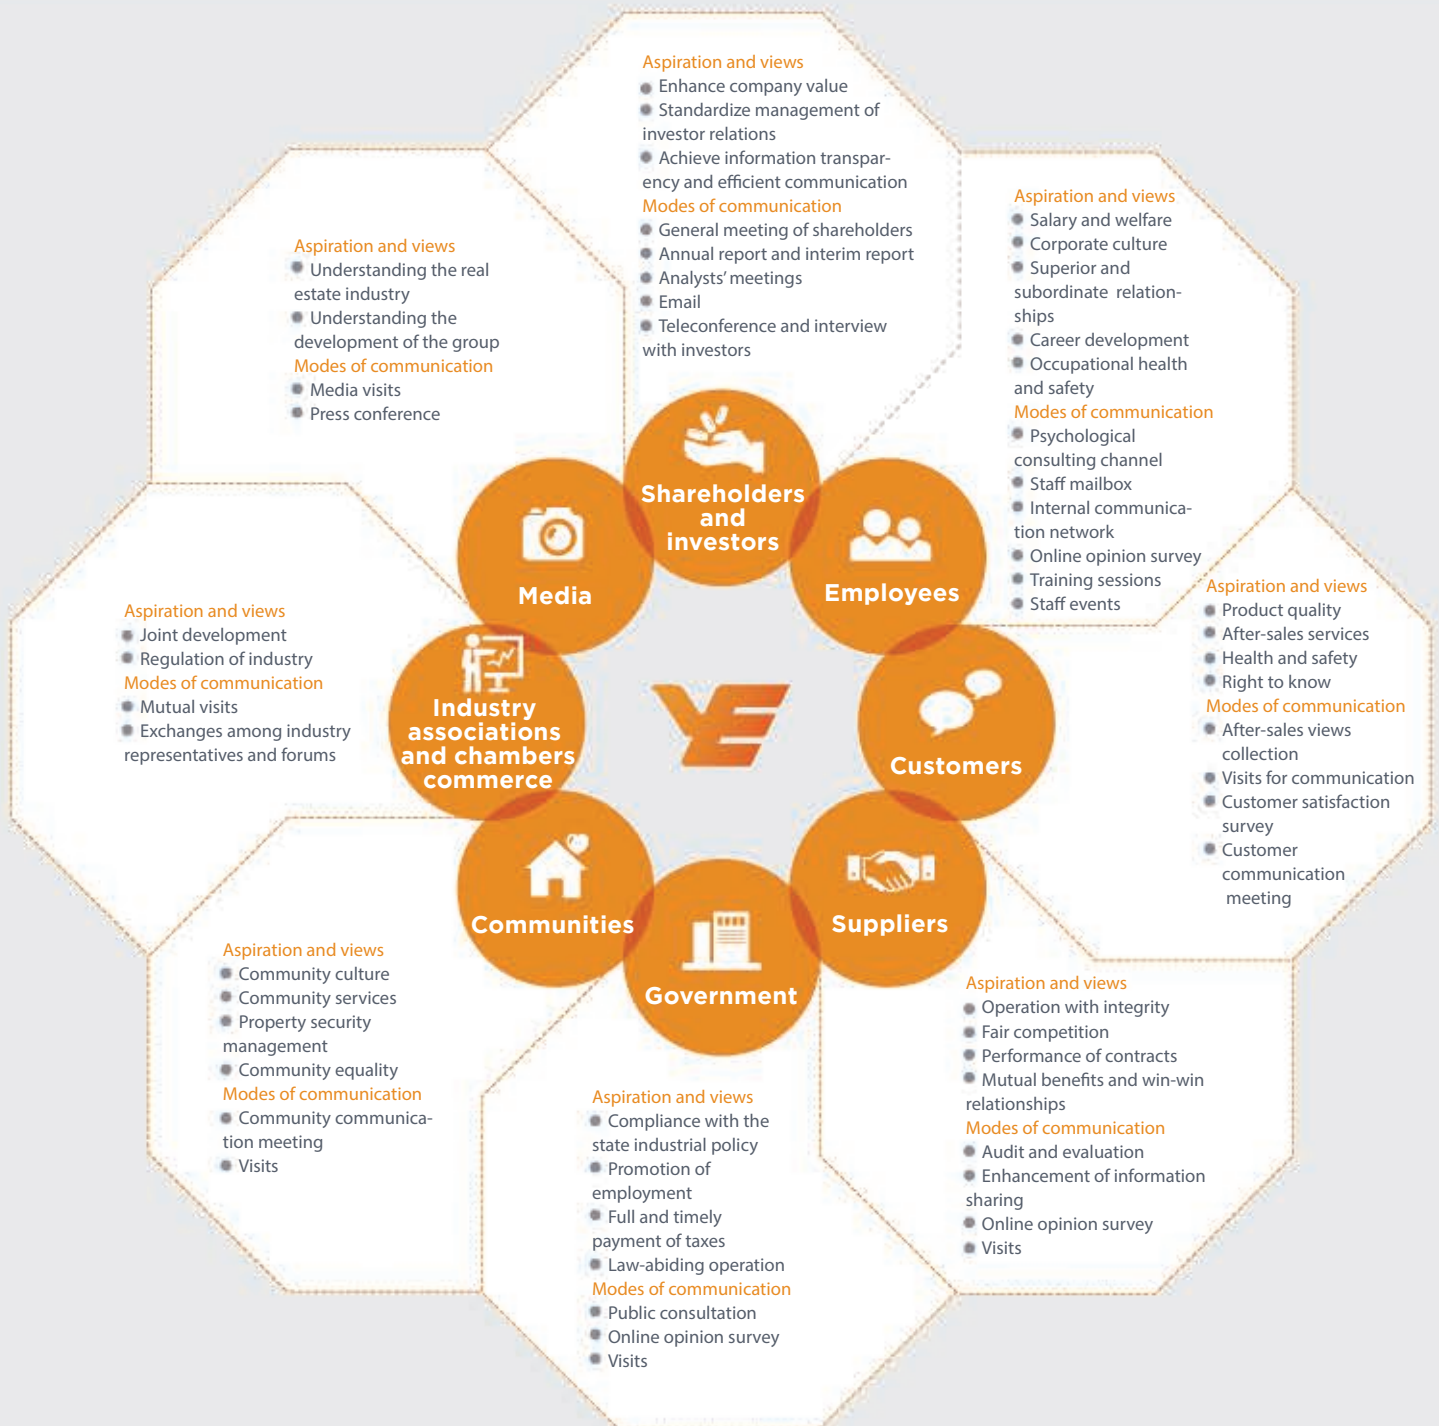 Aspiration and views
Enhance company value
Standardize management of
investor relations
Achieve information transpar-
ency and efficient communication
Modes of communication
General meeting of shareholders
Annual report and interim report
Analysts' meetings
Email
Teleconference and interview
with investors
Shareholders
and
investors
Aspiration and views
Salary and welfare
Corporate culture
Superior and
subordinate relation-
ships
Career development
Occupational health
and safety
Modes of communication
Psychological
consulting channel
Staff mailbox
Internal communica-
tion network
Online opinion survey
Training sessions
Staff events
Employees
Aspiration and views
Product quality
After-sales services
Health and safety
Right to know
Modes of communication
After-sales views
collection
Visits for communication
Customer satisfaction
survey
Customer
communication
meeting
Customers
Aspiration and views
Operation with integrity
Fair competition
Performance of contracts
Mutual benefits and win-win
relationships
Modes of communication
Audit and evaluation
Enhancement of information
sharing
Online opinion survey
Visits
Suppliers
Aspiration and views
Compliance with the
state industrial policy
Promotion of
employment
Full and timely
payment of taxes
Law-abiding operation
Modes of communication
Public consultation
Online opinion survey
Visits
Government
Aspiration and views
Community culture
Community services
Property security
management
Community equality
Modes of communication
Community communica-
tion meeting
Visits
Communities
Aspiration and views
Joint development
Regulation of industry
Modes of communication
Mutual visits
Exchanges among industry
representatives and forums
Industry
associations
and chambers
commerce
Aspiration and views
Understanding the real
estate industry
Understanding the
development of the group
Modes of communication
Media visits
Press conference
Media
YE